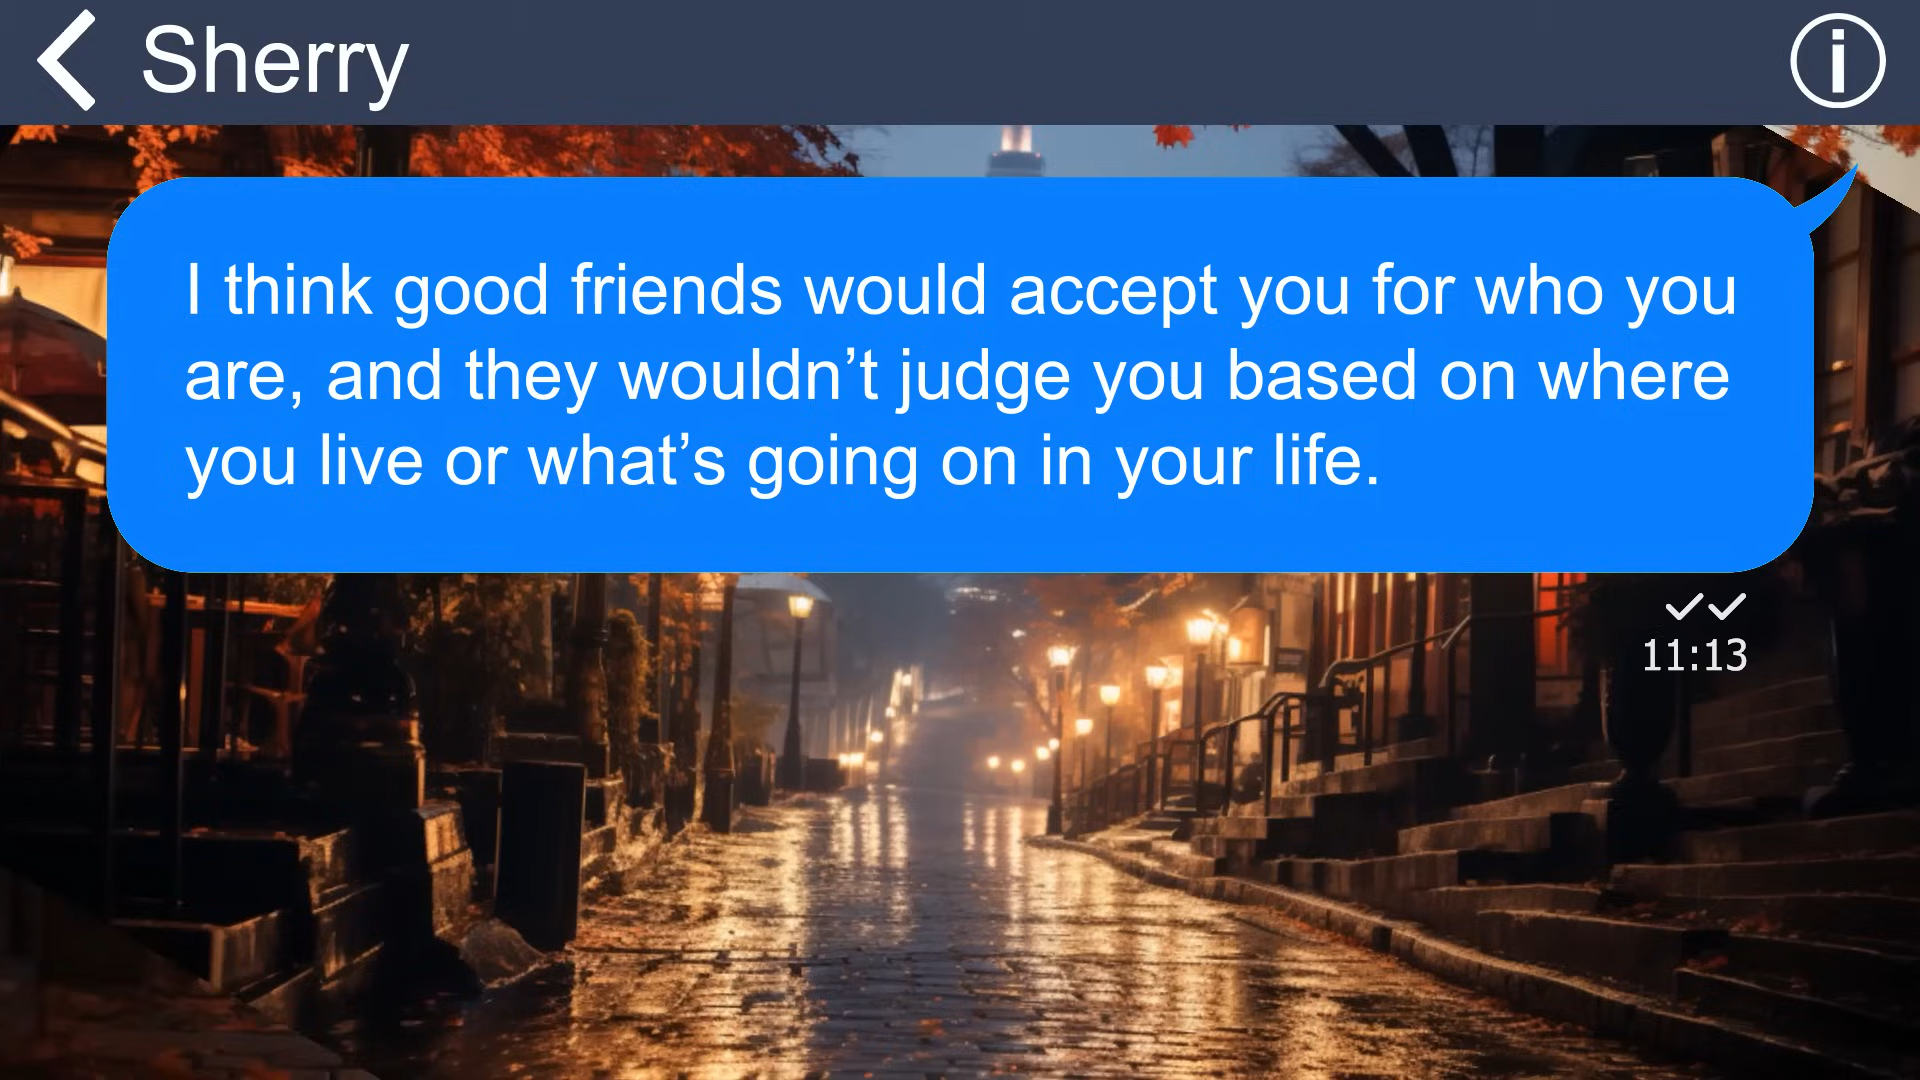 Sherry
I think good friends would accept you for who you
are, and they wouldn’t judge you based on where
you live or what’s going on in your life.
11:13